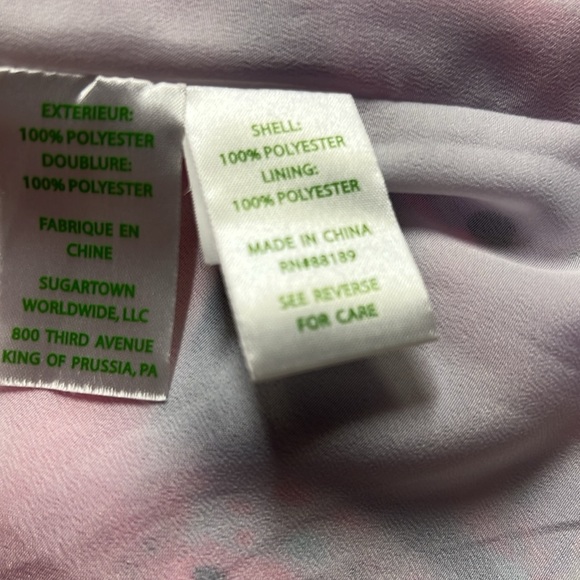 EXTERIEUR:
100% POLYESTER
DOUBLURE:
100% POLYESTER
FABRIQUE EN
CHINE
SUGARTOWN
WORLDWIDE, LLC
800 THIRD AVENUE
KING OF PRUSSIA, PA
SHELL:
100% POLYESTER
LINING:
100% POLYESTER
MADE IN CHINA
RN#88189
SEE REVERSE
FOR CARE